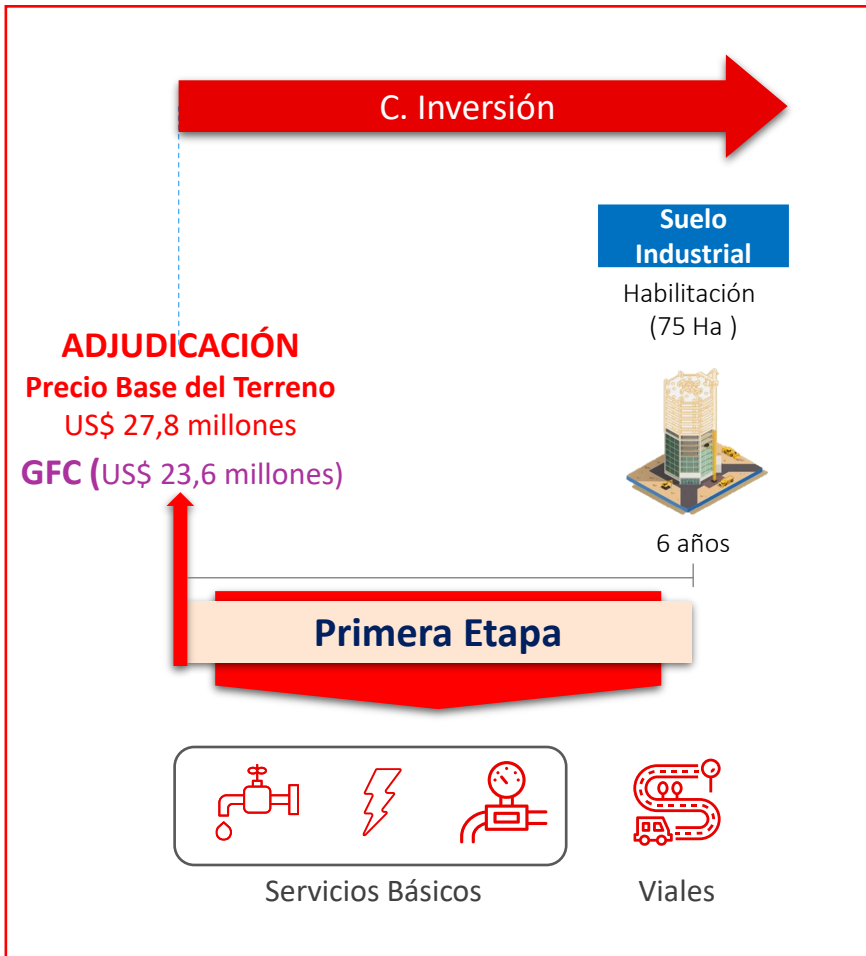 C. Inversión
Suelo
Industrial
Habilitación
(75 Ha )
ADJUDICACIÓN
Precio Base del Terreno
US$ 27,8 millones
GFC (US$ 23,6 millones)
6 años
Primera Etapa
Servicios Básicos
Viales